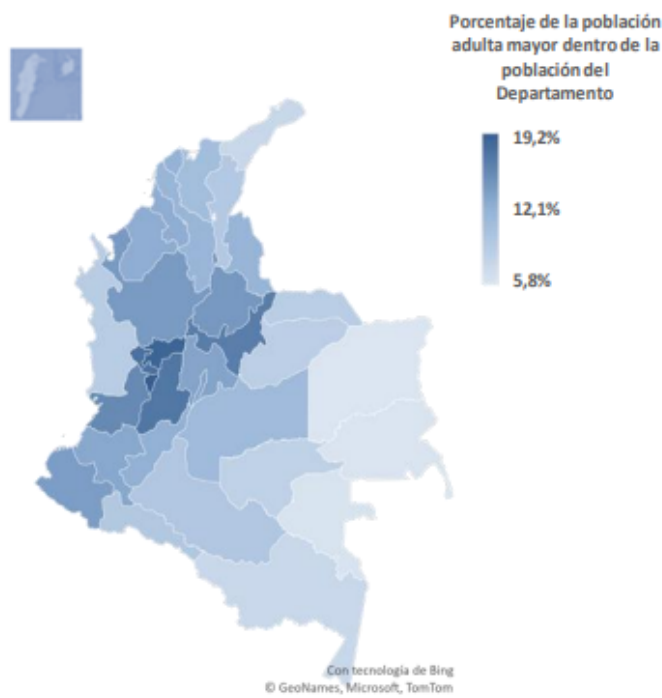 Porcentaje de la población
adulta mayor dentro de la
población del
Departamento
19,2%
12,1%
5,8%
Con tecnología de Bing
© GeoNames, Microsoft, TomTom